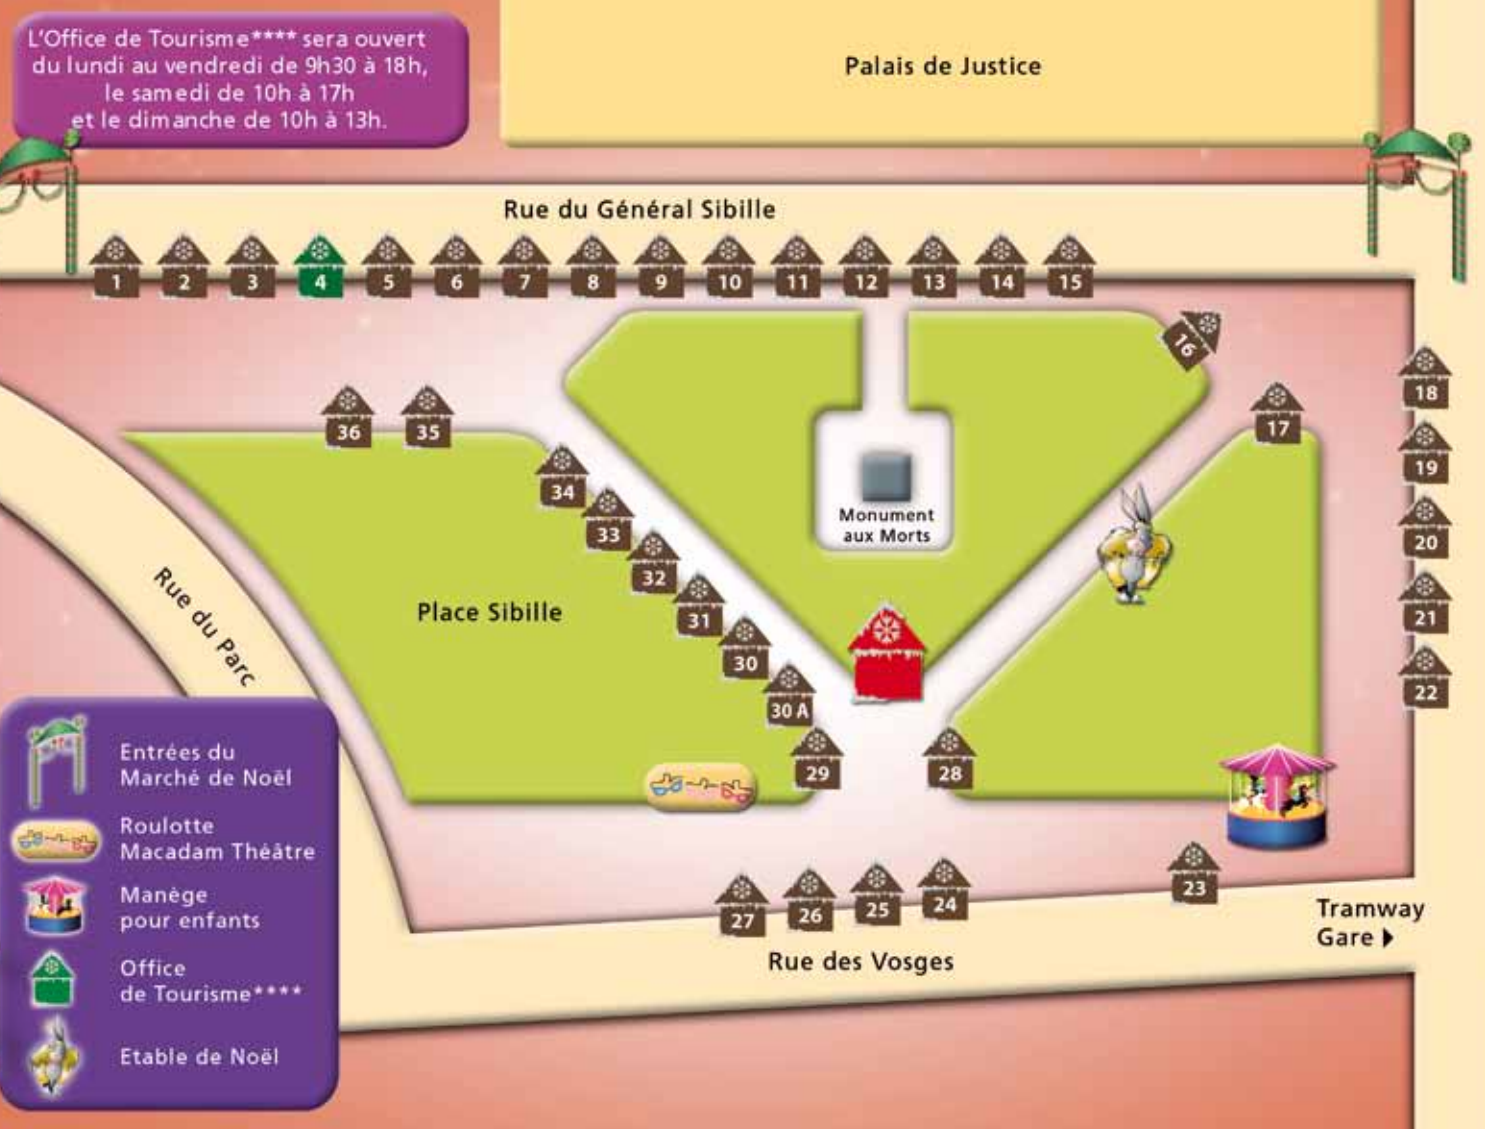 L'Office de Tourisme**** sera ouvert
du lundi au vendredi de 9h30 à 18h,
le samedi de 10h à 17h
et le dimanche de 10h à 13h.
Palais de Justice
Rue du Général Sibille
1 2 3 4 5 6 7 8 9 10 11 12 13 14 15
16
17
18
19
20
21
22
36 35
34
33
32
31
30
30 A
29
28
Monument
aux Morts
Place Sibille
Rue du Parc
27 26 25 24
23
Rue des Vosges
Tramway
Gare
Entrées du
Marché de Noël
Roulotte
Macadam Théâtre
Manège
pour enfants
Office
de Tourisme****
Etable de Noël